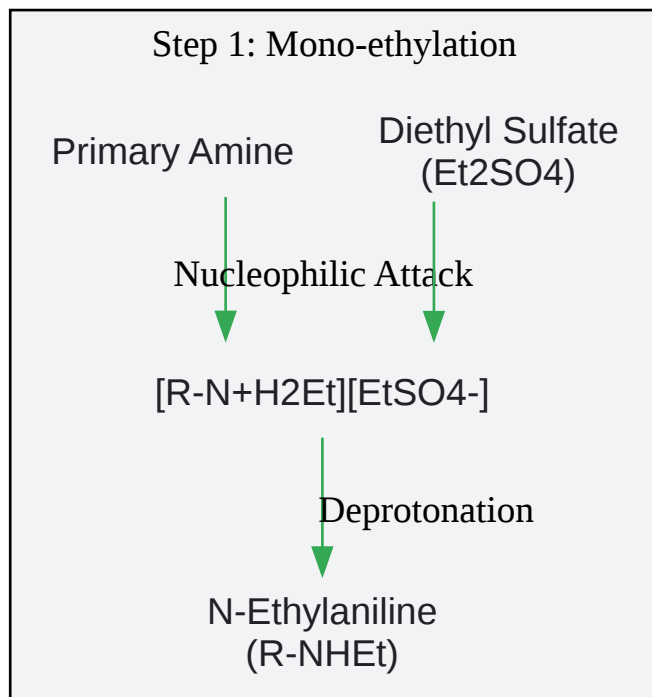 Step 1: Mono-ethylation
Primary Amine
Diethyl Sulfate
(Et2SO4)
Nucleophilic Attack
[R-N+H2Et][EtSO4-]
Deprotonation
N-Ethylaniline
(R-NHEt)